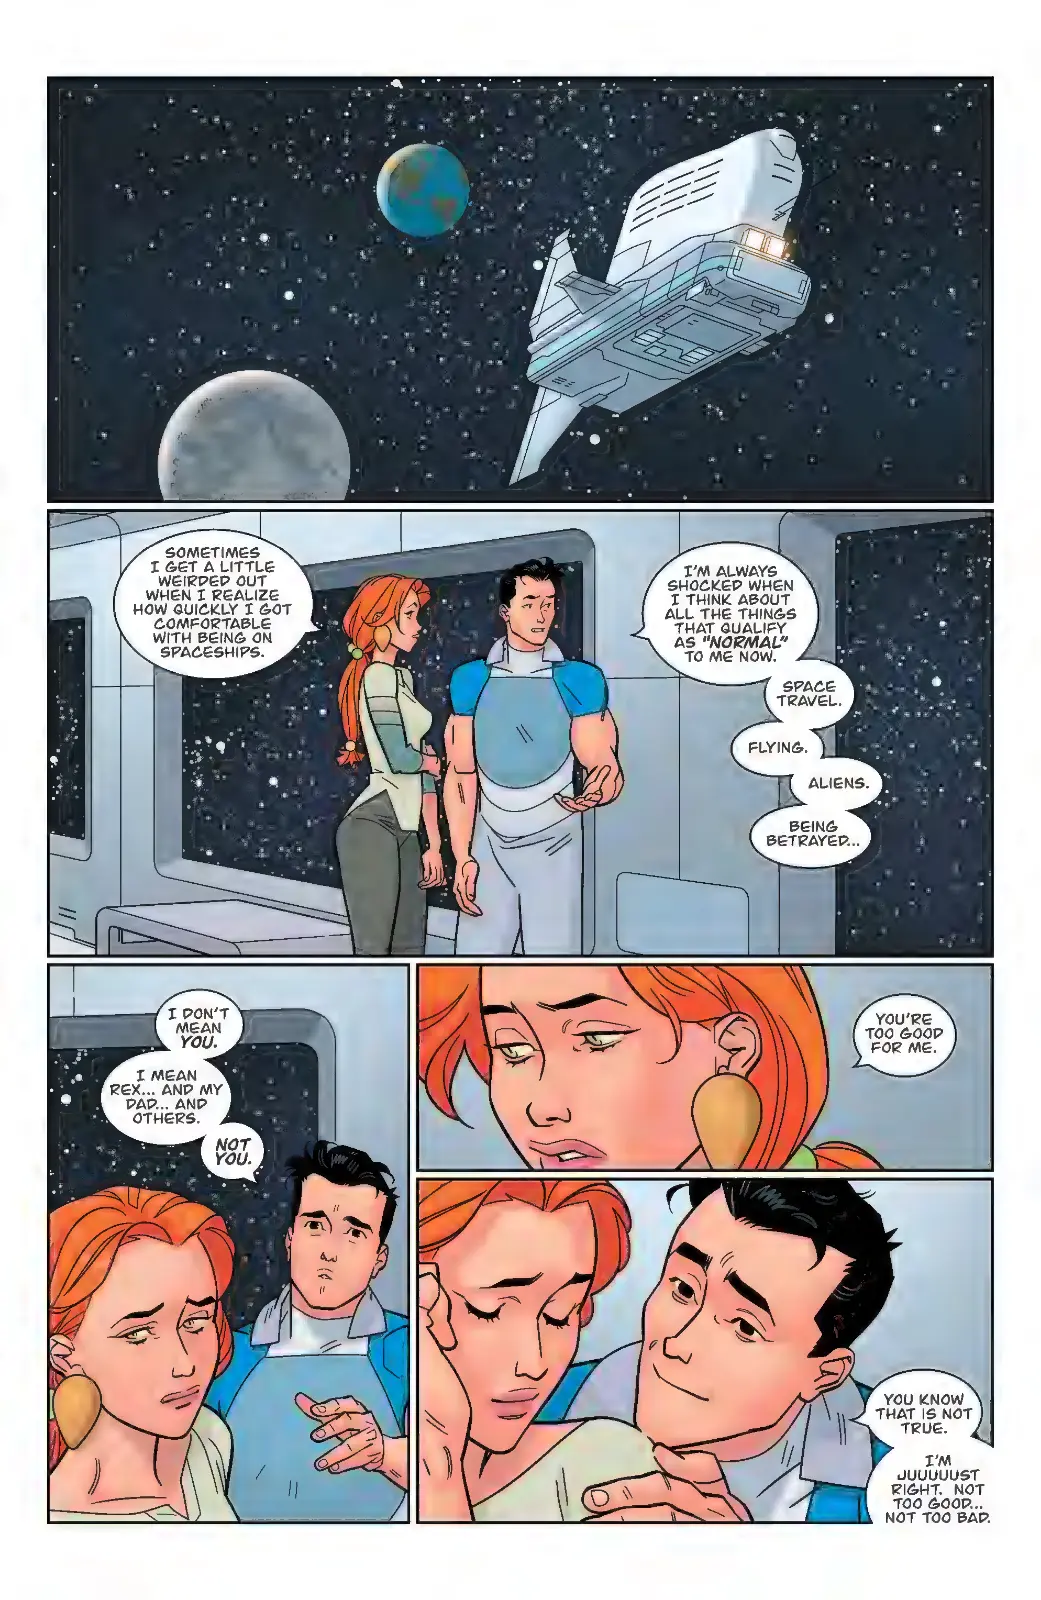 SOMETIMES
I GET A LITTLE
WEIRDED OUT
WHEN I REALIZE
HOW QUICKLY I GOT
COMFORTABLE
WITH BEING ON
SPACESHIPS.
I'M ALWAYS
SHOCKED WHEN
I THINK ABOUT
ALL THE THINGS
THAT QUALIFY
AS "NORMAL"
TO ME NOW.
SPACE
TRAVEL.
FLYING.
ALIENS.
BEING
BETRAYED...
I DON'T
MEAN
YOU.
I MEAN
REX... AND MY
DAD... AND
OTHERS.
NOT
YOU.
YOU'RE
TOO GOOD
FOR ME.
YOU KNOW
THAT IS NOT
TRUE.
I'M
JUUUUUST
RIGHT. NOT
TOO GOOD...
NOT TOO BAD.